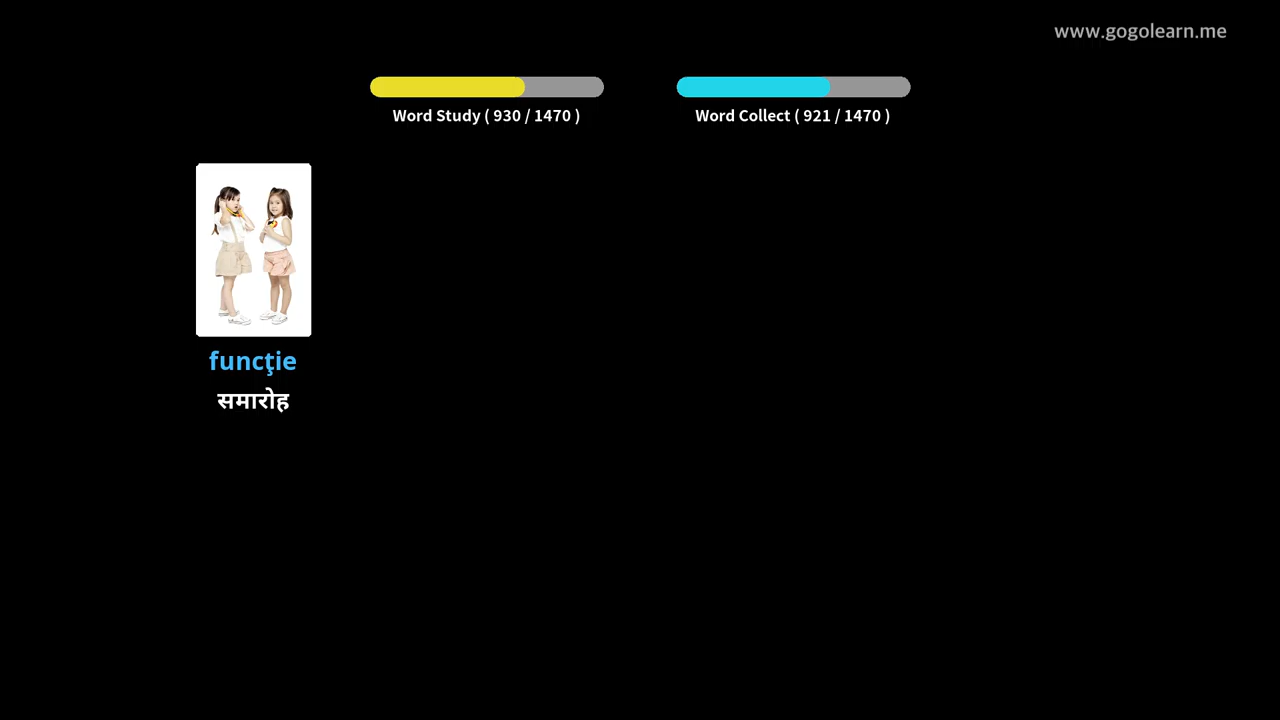 www.gogolearn.me
Word Study ( 930 / 1470 )
Word Collect ( 921 / 1470 )
funcţie
समारोह